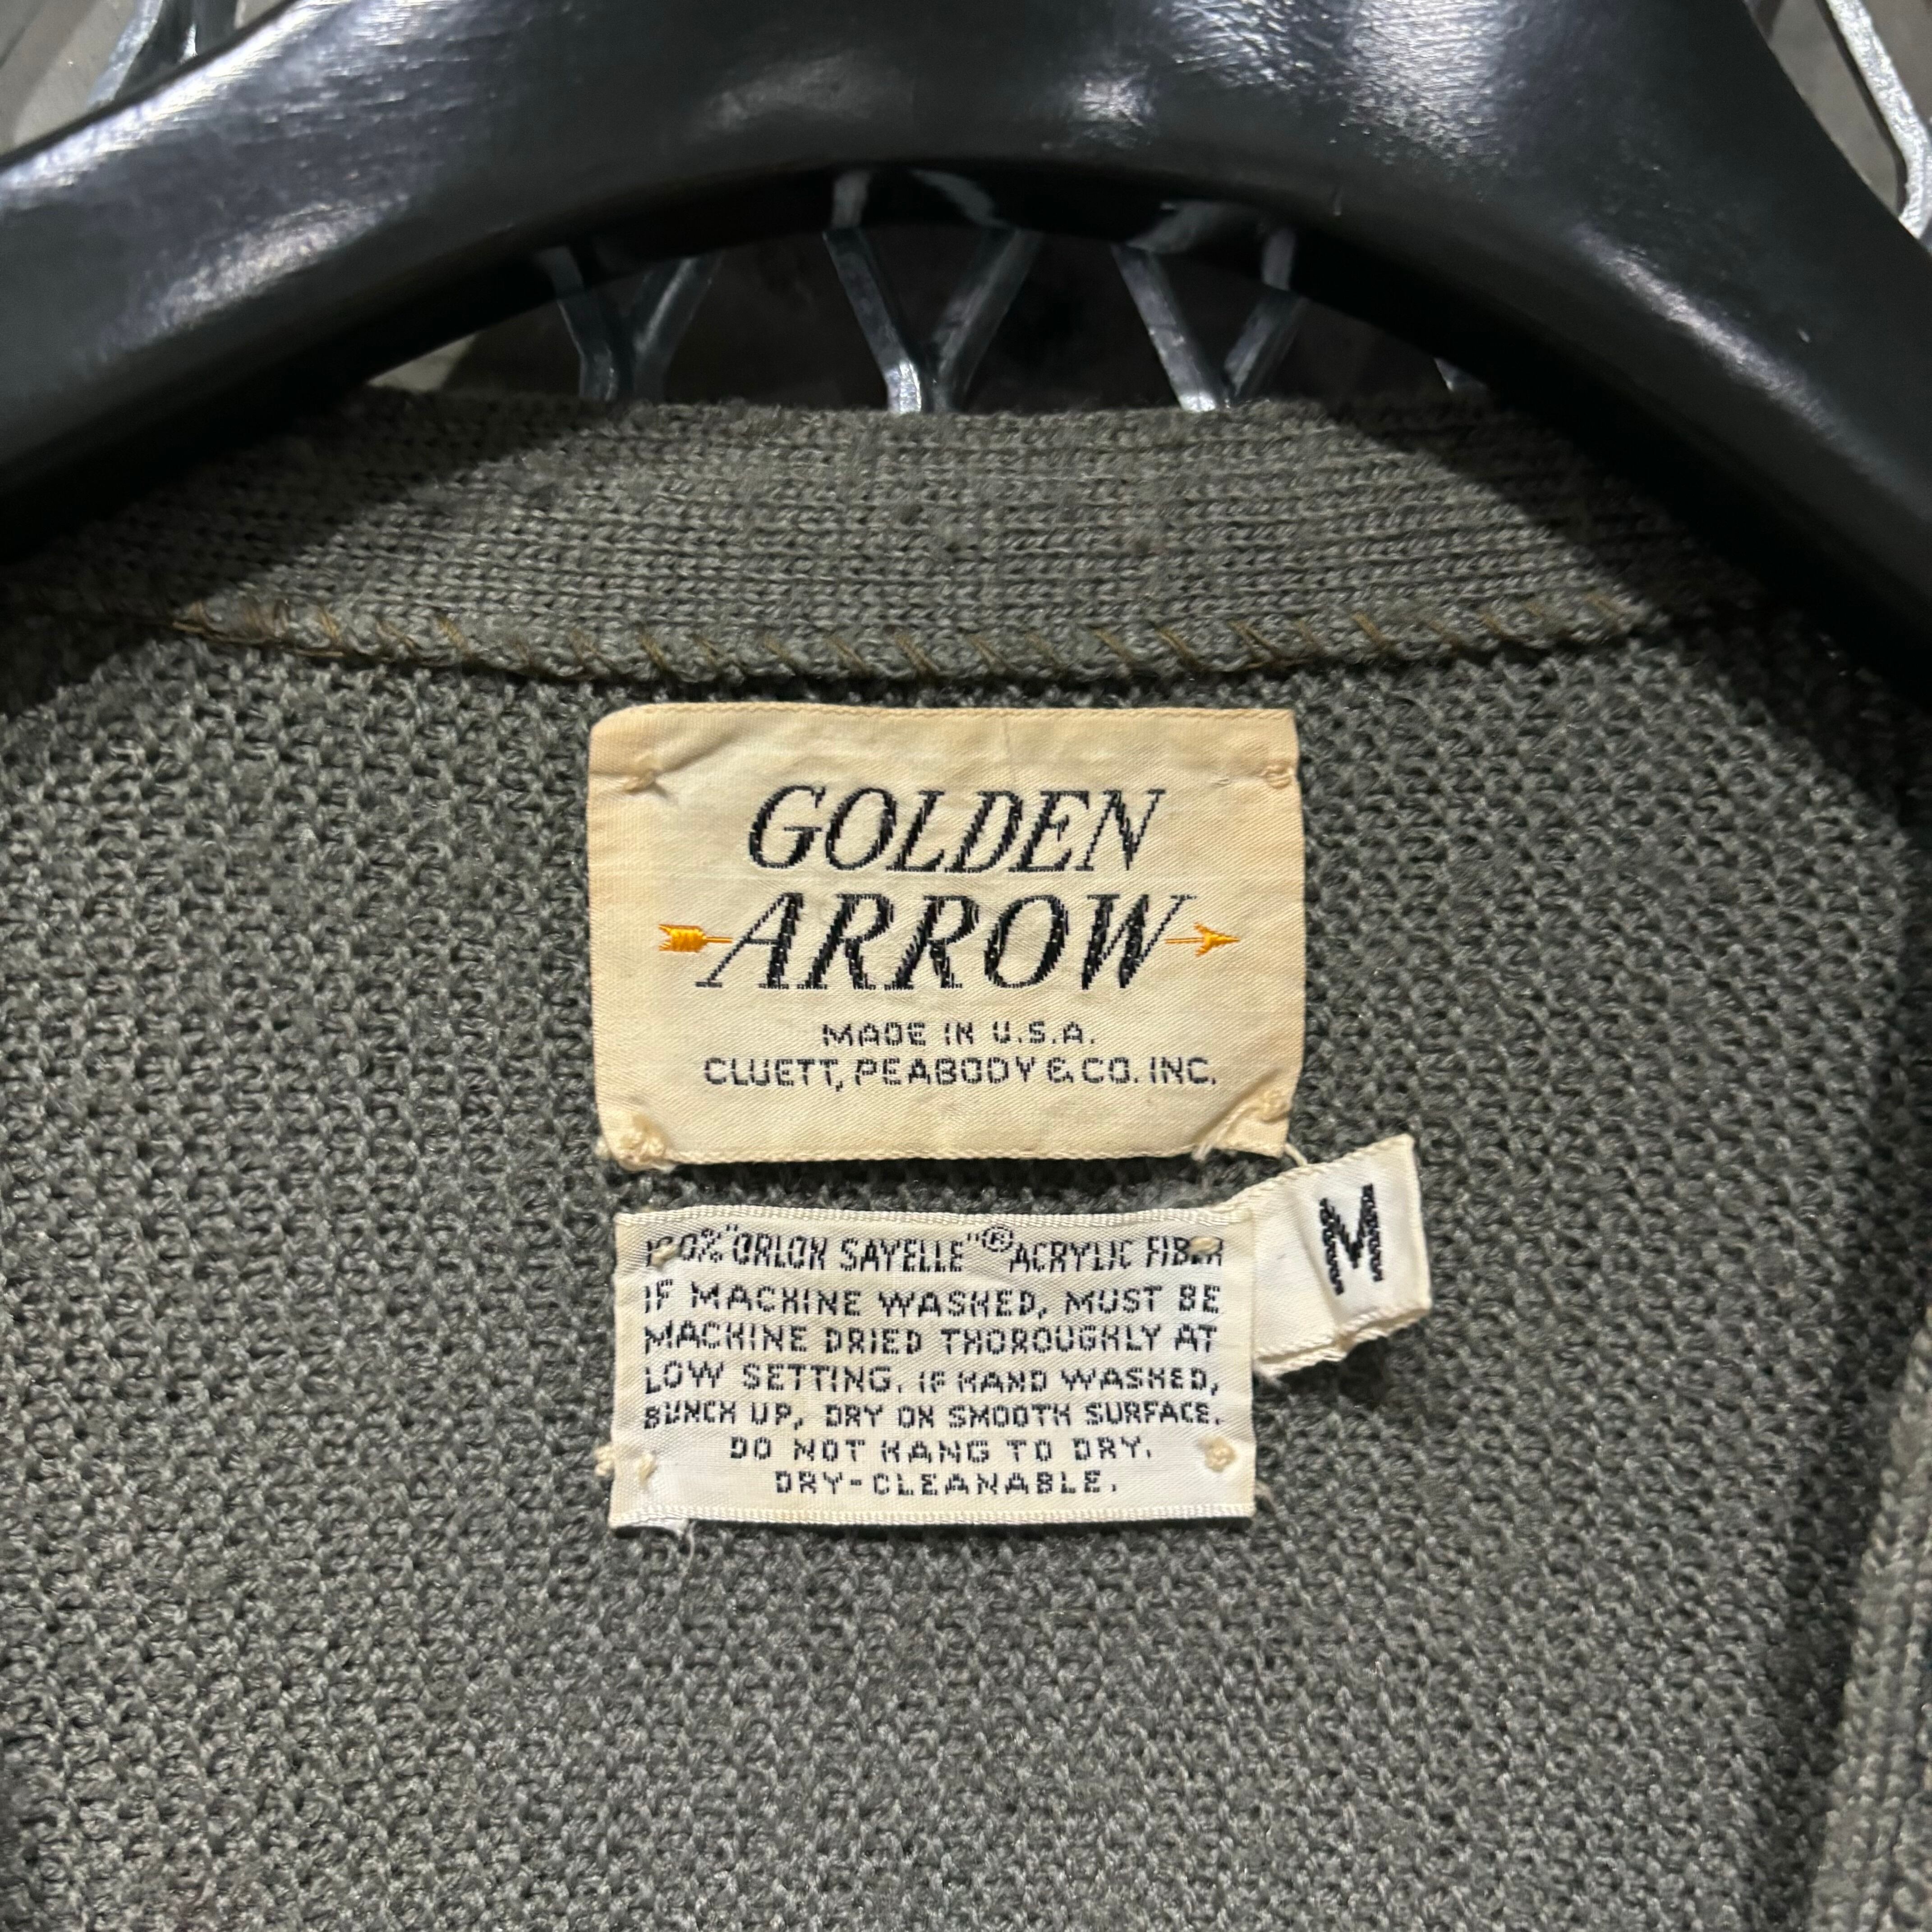 GOLDEN
ARROW
MADE IN U.S.A.
CLUETT, PEABODY & CO. INC.
M
100% "ORLON SAYELLE"® ACRYLIC FIBER
IF MACHINE WASHED, MUST BE
MACHINE DRIED THOROUGHLY AT
LOW SETTING. IF HAND WASHED,
BUNCH UP, DRY ON SMOOTH SURFACE.
DO NOT HANG TO DRY.
DRY-CLEANABLE.